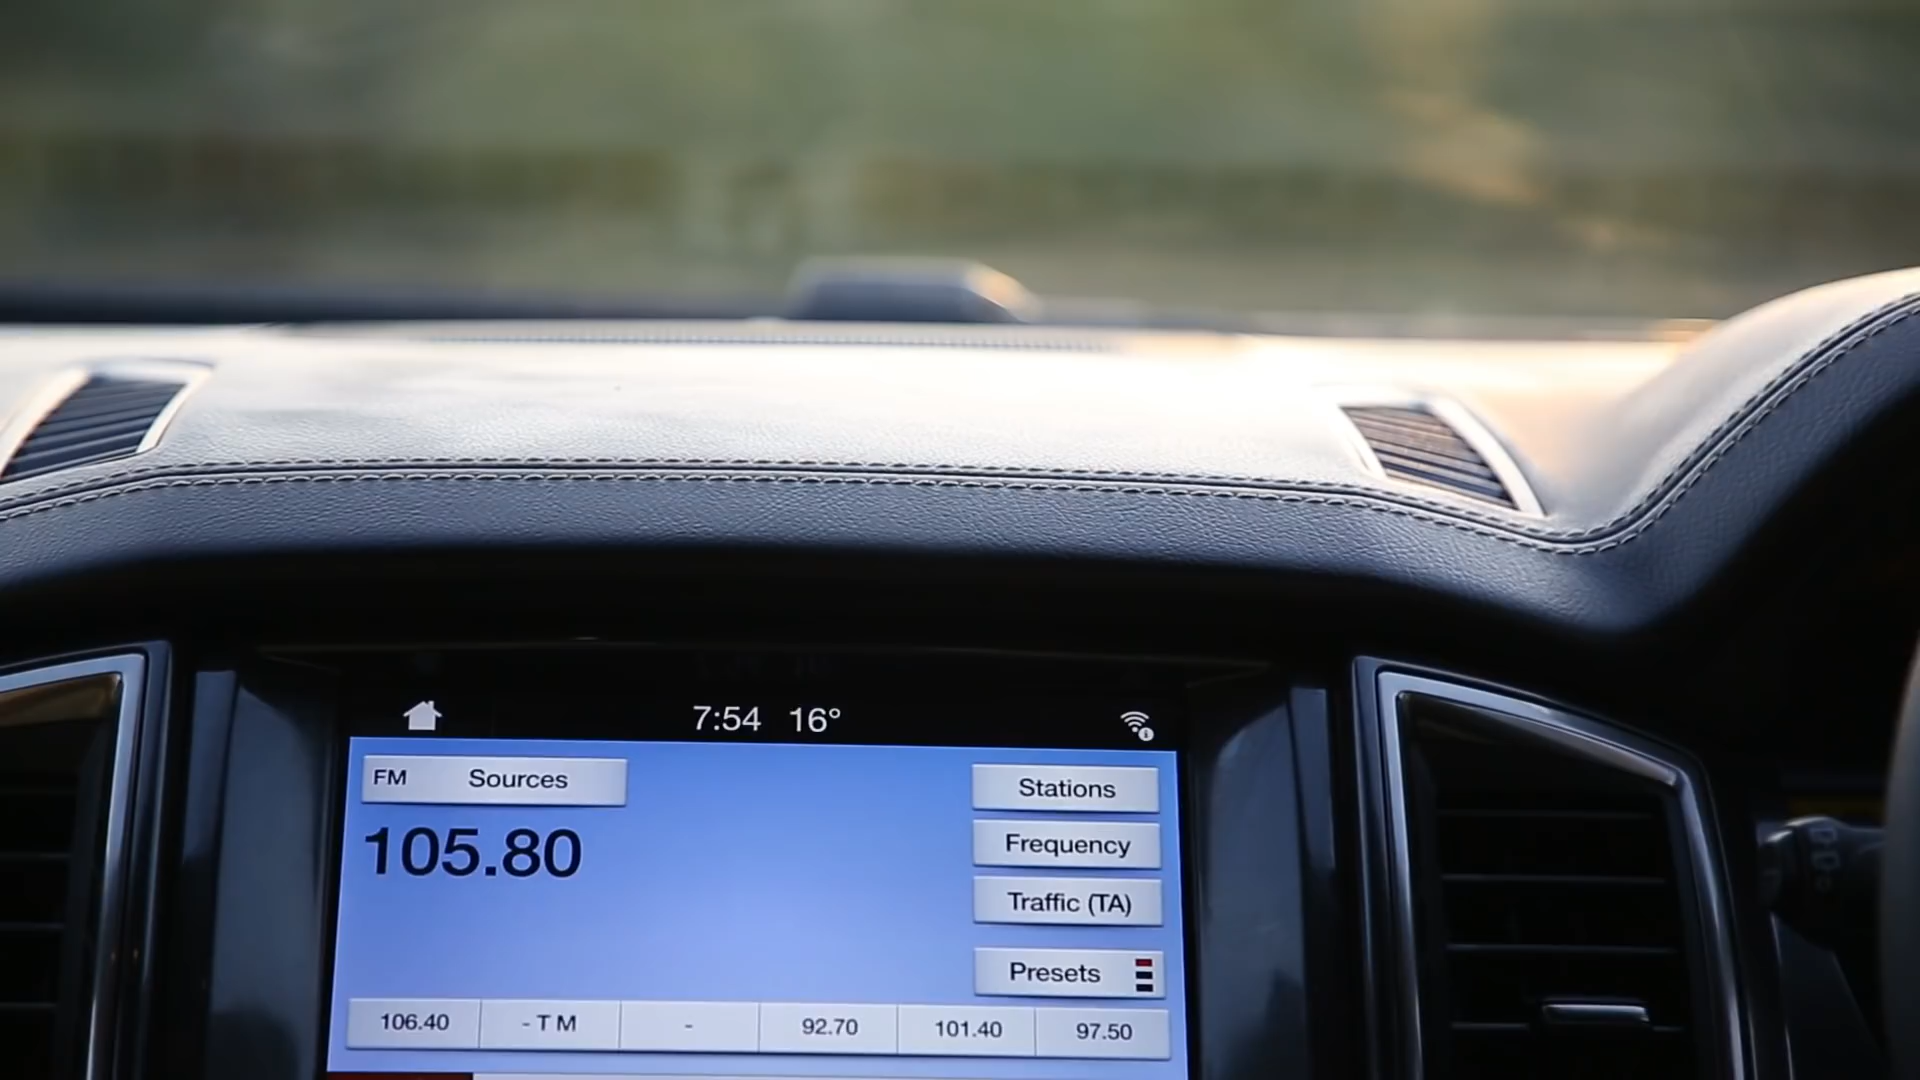 7:54 16°
FM Sources
Stations
105.80
Frequency
Traffic (TA)
Presets
106.40 - T M - 92.70 101.40 97.50